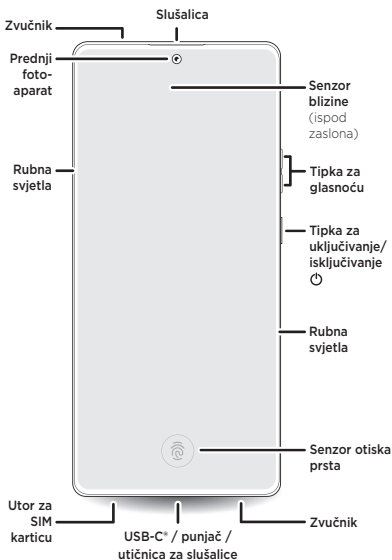 Slušalica
Zvučnik
Prednji
foto-
aparat
Senzor
blizine
(ispod
zaslona)
Rubna
svjetla
Tipka za
glasnoću
Tipka za
uključivanje/
isključivanje
Rubna
svjetla
Senzor otiska
prsta
Utor za
SIM
karticu
USB-C® / punjač /
utičnica za slušalice
Zvučnik